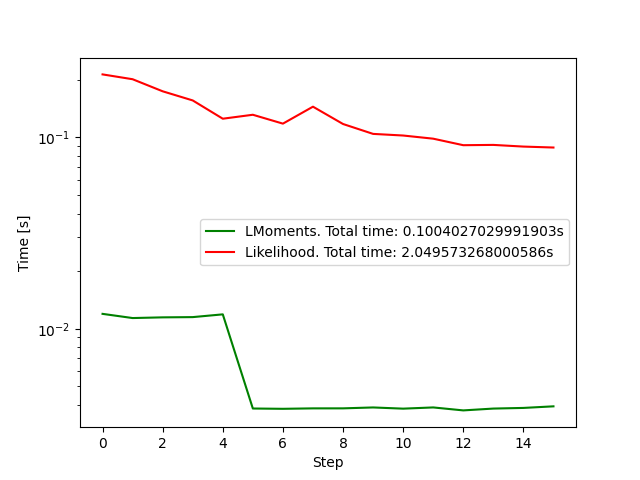 10⁻¹
10⁻²
Time [s]
LMoments. Total time: 0.1004027029991903s
Likelihood. Total time: 2.049573268000586s
0 2 4 6 8 10 12 14
Step